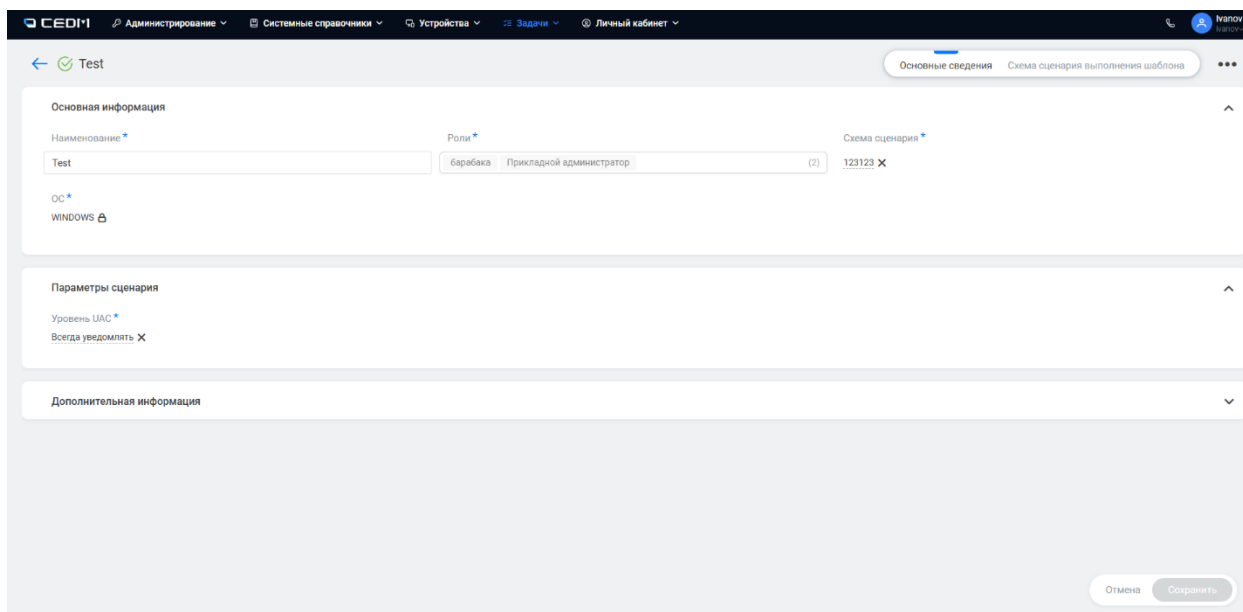 CEDM Администрирование Системные справочники Устройства Задачи Личный кабинет Ivanov
Ivanov-
Test Основные сведения Схема сценария выполнения шаблона
Основная информация
Наименование * Роли * Схема сценария *
Test барабака Прикладной администратор (2) 123123
ОС *
WINDOWS
Параметры сценария
Уровень UAC *
Всегда уведомлять
Дополнительная информация
Отмена Сохранить